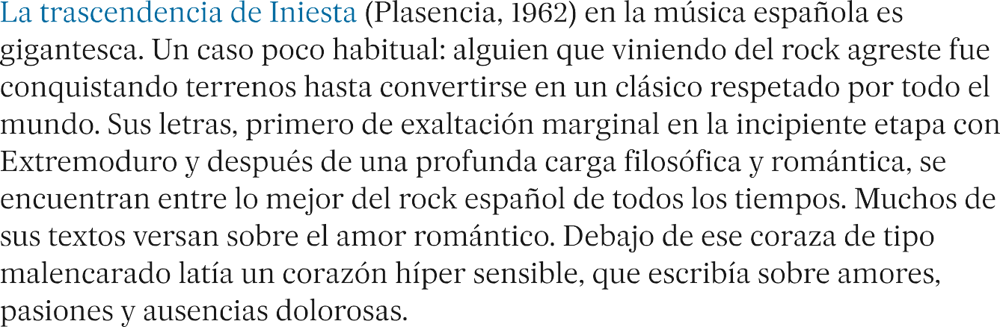 La trascendencia de Iniesta (Plasencia, 1962) en la música española es
gigantesca. Un caso poco habitual: alguien que viniendo del rock agreste fue
conquistando terrenos hasta convertirse en un clásico respetado por todo el
mundo. Sus letras, primero de exaltación marginal en la incipiente etapa con
Extremoduro y después de una profunda carga filosófica y romántica, se
encuentran entre lo mejor del rock español de todos los tiempos. Muchos de
sus textos versan sobre el amor romántico. Debajo de ese coraza de tipo
malencarado latía un corazón híper sensible, que escribía sobre amores,
pasiones y ausencias dolorosas.